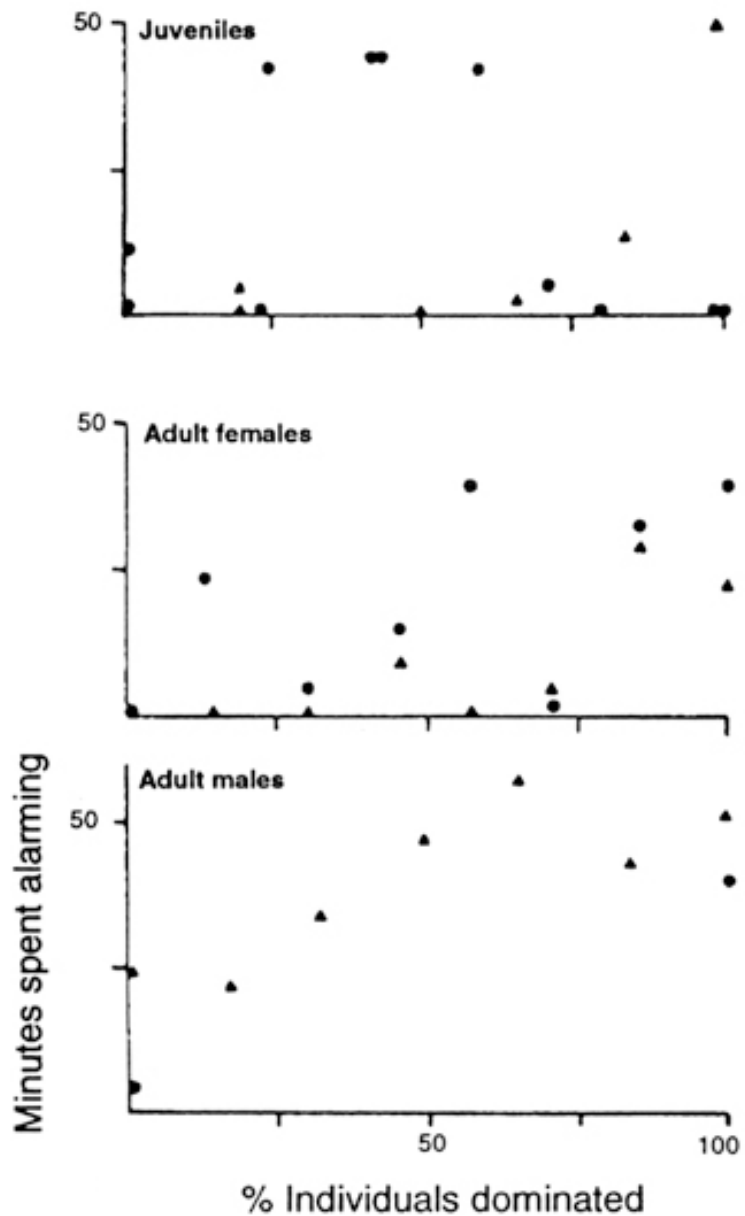 50
Juveniles
50
Adult females
Adult males
50
50
100
Minutes spent alarming
% Individuals dominated